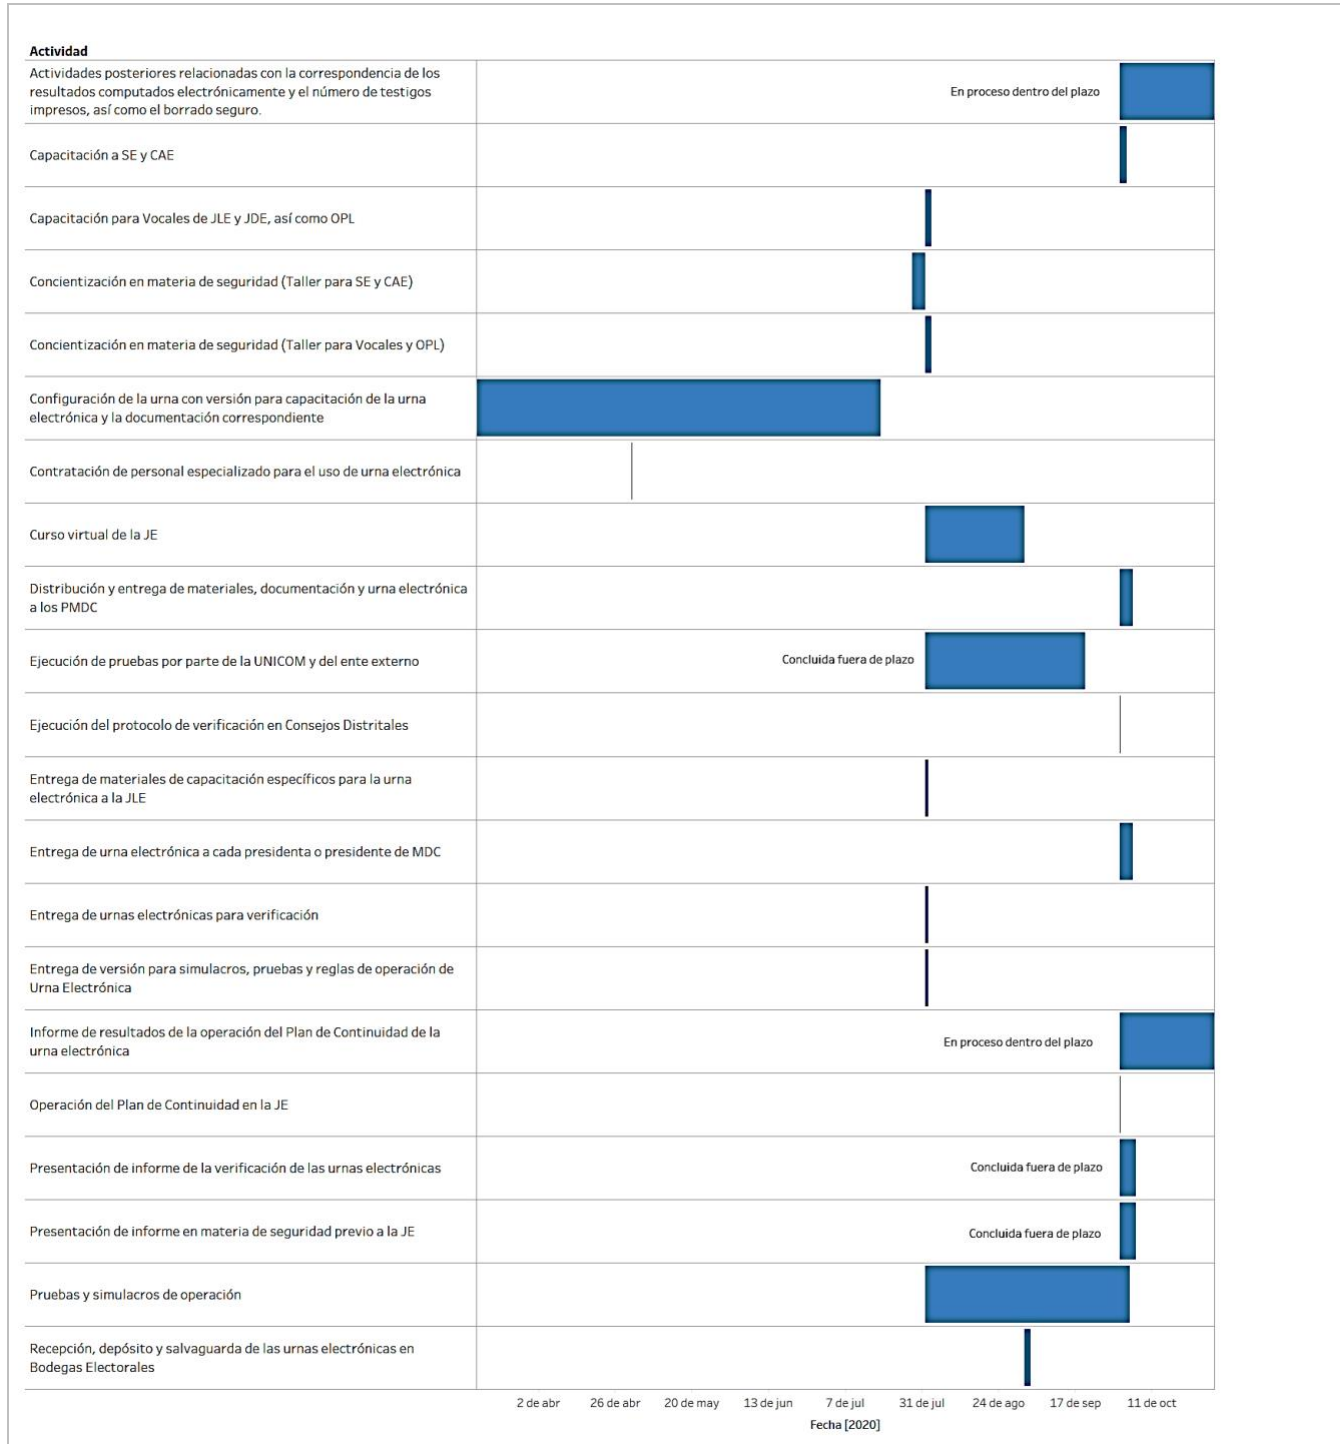 Actividad
Actividades posteriores relacionadas con la correspondencia de los
resultados computados electrónicamente y el número de testigos
impresos, así como el borrado seguro.
En proceso dentro del plazo
Capacitación a SE y CAE
Capacitación para Vocales de JLE y JDE, así como OPL
Concientización en materia de seguridad (Taller para SE y CAE)
Concientización en materia de seguridad (Taller para Vocales y OPL)
Configuración de la urna con versión para capacitación de la urna
electrónica y la documentación correspondiente
Contratación de personal especializado para el uso de urna electrónica
Curso virtual de la JE
Distribución y entrega de materiales, documentación y urna electrónica
a los PMDC
Ejecución de pruebas por parte de la UNICOM y del ente externo
Concluida fuera de plazo
Ejecución del protocolo de verificación en Consejos Distritales
Entrega de materiales de capacitación específicos para la urna
electrónica a la JLE
Entrega de urna electrónica a cada presidenta o presidente de MDC
Entrega de urnas electrónicas para verificación
Entrega de versión para simulacros, pruebas y reglas de operación de
Urna Electrónica
Informe de resultados de la operación del Plan de Continuidad de la
urna electrónica
En proceso dentro del plazo
Operación del Plan de Continuidad en la JE
Presentación de informe de la verificación de las urnas electrónicas
Concluida fuera de plazo
Presentación de informe en materia de seguridad previo a la JE
Concluida fuera de plazo
Pruebas y simulacros de operación
Recepción, depósito y salvaguarda de las urnas electrónicas en
Bodegas Electorales
2 de abr 26 de abr 20 de may 13 de jun 7 de jul 31 de jul 24 de ago 17 de sep 11 de oct
Fecha [2020]